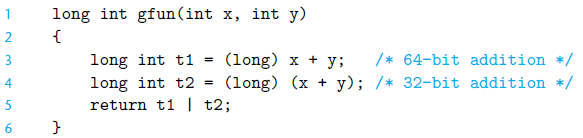 1 long int gfun(int x, int y)
2 {
3 long int t1 = (long) x + y; /* 64-bit addition */
4 long int t2 = (long) (x + y); /* 32-bit addition */
5 return t1 | t2;
6 }